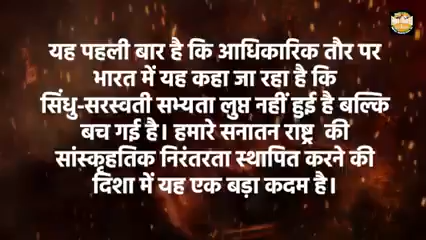 यह पहली बार है कि आधिकारिक तौर पर
भारत में यह कहा जा रहा है कि
सिंधु-सरस्वती सभ्यता लुप्त नहीं हुई है बल्कि
बच गई है। हमारे सनातन राष्ट्र की
सांस्कृहतिक निरंतरता स्थापित करने की
दिशा में यह एक बड़ा कदम है।